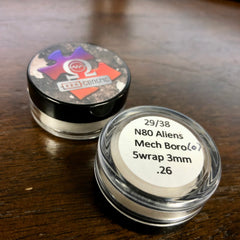 29/38
N80 Aliens
Mech Boro(o)
5wrap 3mm
.26